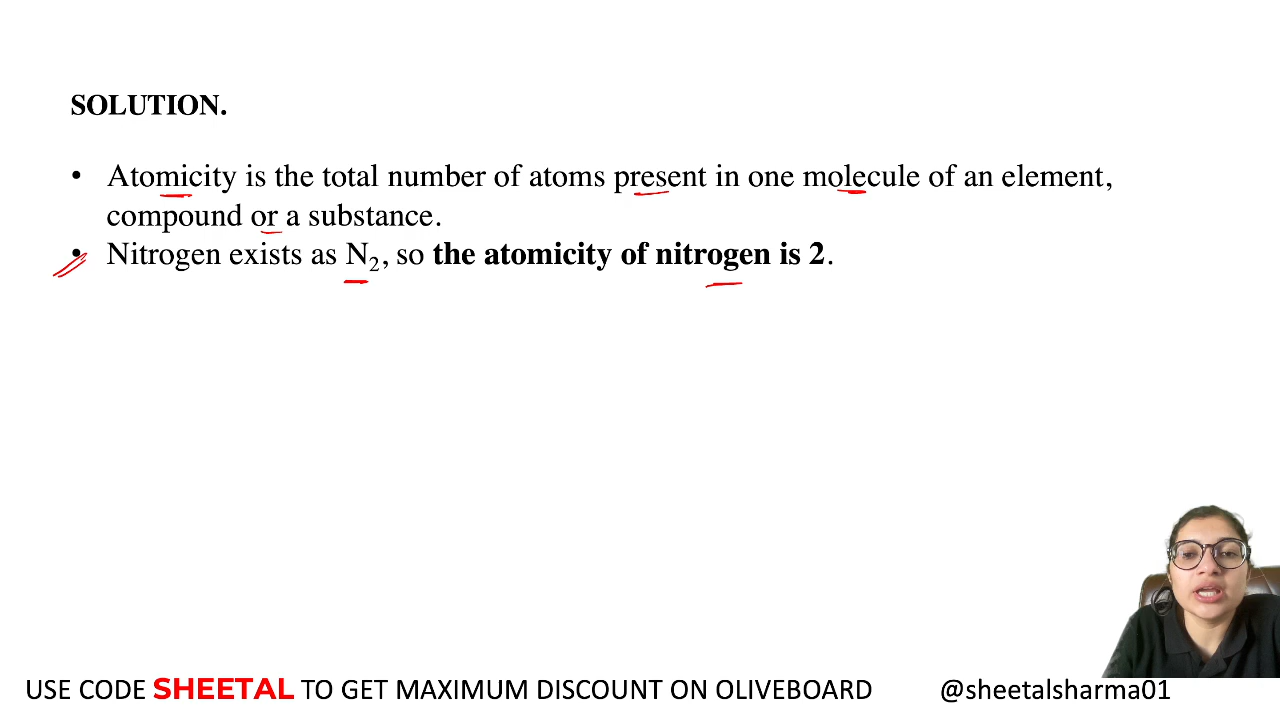 SOLUTION.
• Atomicity is the total number of atoms present in one molecule of an element,
compound or a substance.
• Nitrogen exists as N₂, so the atomicity of nitrogen is 2.
USE CODE SHEETAL TO GET MAXIMUM DISCOUNT ON OLIVEBOARD @sheetalsharma01